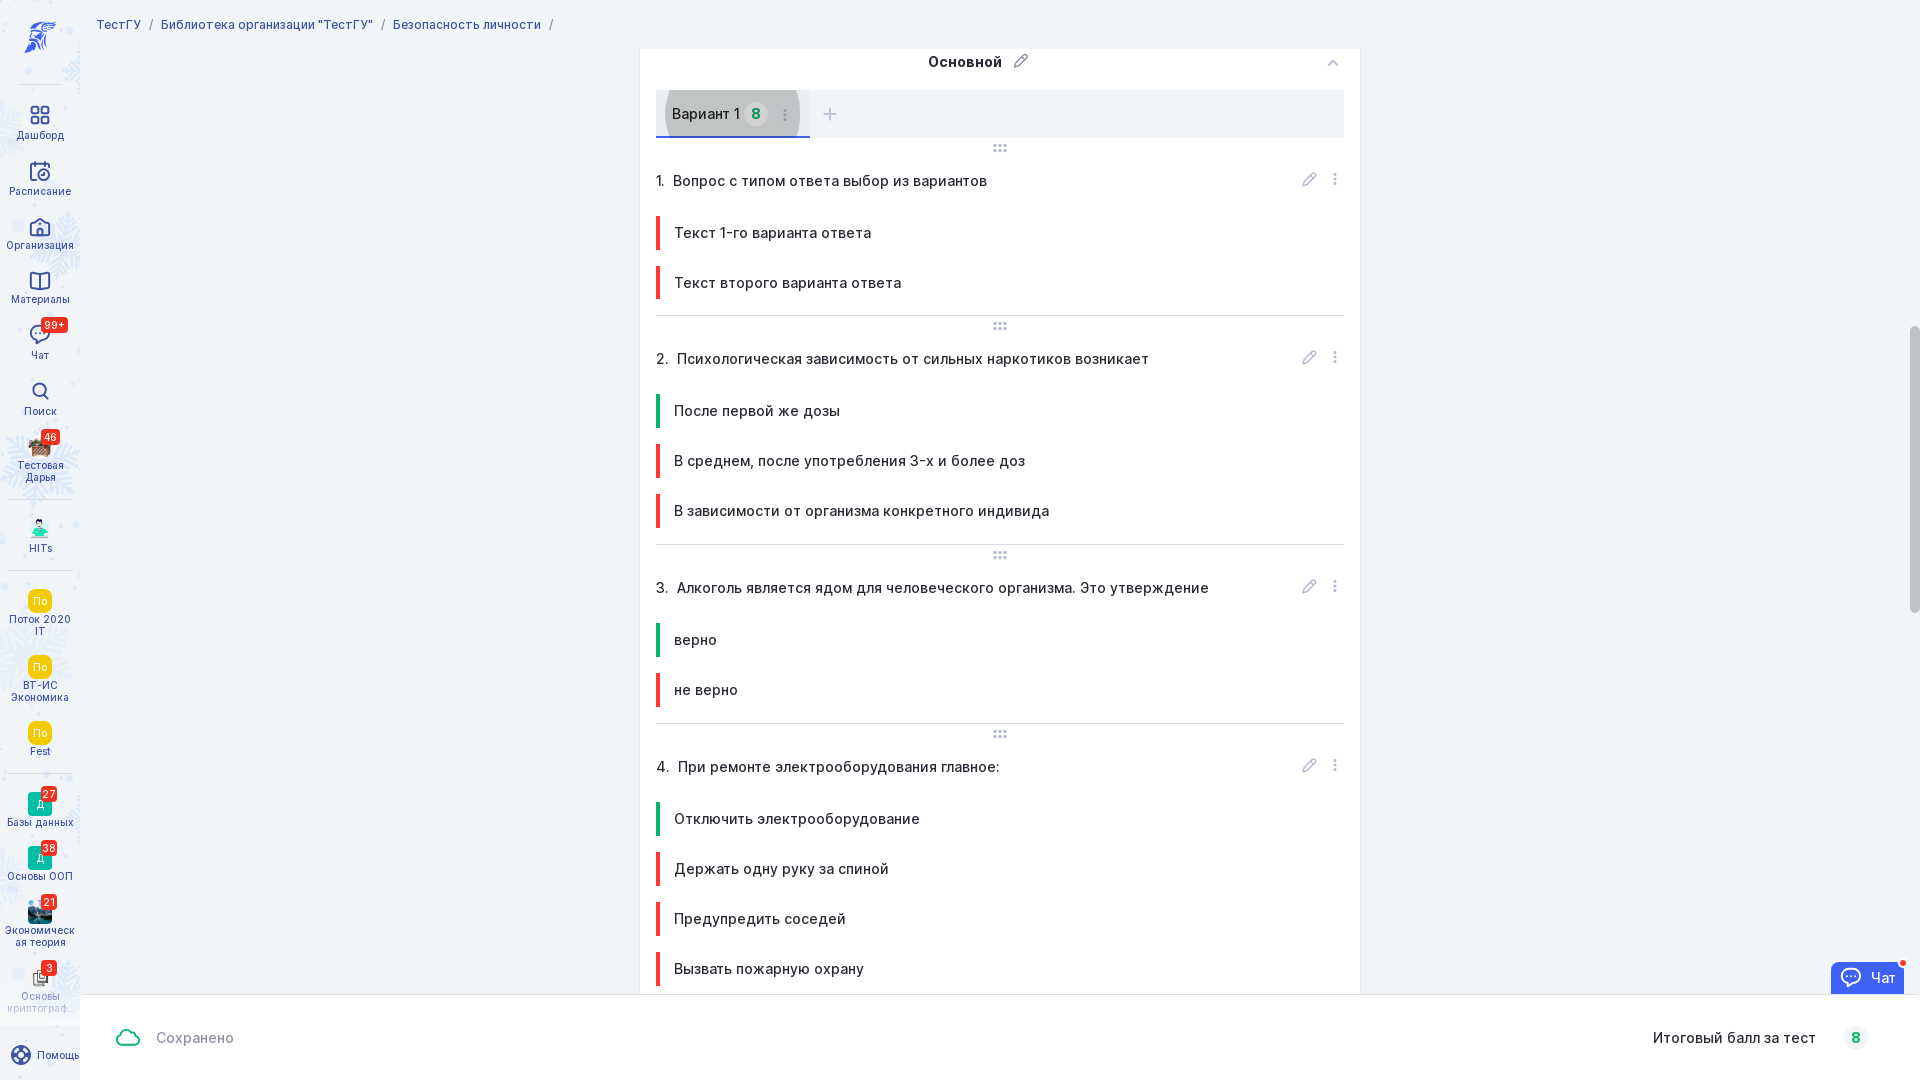 ТестГУ / Библиотека организации "ТестГУ" / Безопасность личности /
Дашборд
Расписание
Организация
Материалы
99+
Чат
Поиск
46
Тестовая
Дарья
HITs
По
Поток 2020
IT
По
ВТ-ИС
Экономика
По
Fest
27
Д
Базы данных
38
Д
Основы ООП
21
Экономическ
ая теория
3
Основы
криптограф...
Помощь
Основной
Вариант 1 8
1. Вопрос с типом ответа выбор из вариантов
Текст 1-го варианта ответа
Текст второго варианта ответа
2. Психологическая зависимость от сильных наркотиков возникает
После первой же дозы
В среднем, после употребления 3-х и более доз
В зависимости от организма конкретного индивида
3. Алкоголь является ядом для человеческого организма. Это утверждение
верно
не верно
4. При ремонте электрооборудования главное:
Отключить электрооборудование
Держать одну руку за спиной
Предупредить соседей
Вызвать пожарную охрану
Чат
Сохранено
Итоговый балл за тест 8